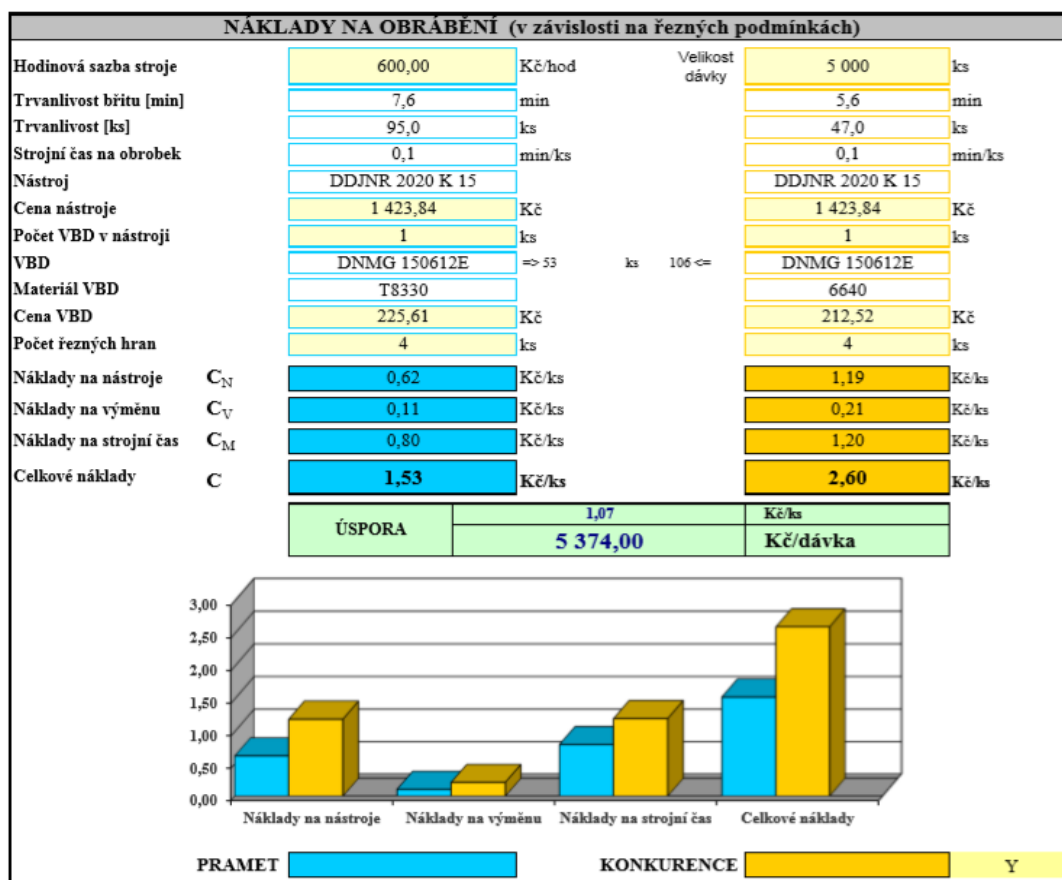 NÁKLADY NA OBRÁBĚNÍ (v závislosti na řezných podmínkách)
Hodinová sazba stroje 600,00 Kč/hod Velikost dávky 5 000 ks
Trvanlivost břitu [min] 7,6 min 5,6 min
Trvanlivost [ks] 95,0 ks 47,0 ks
Strojní čas na obrobek 0,1 min/ks 0,1 min/ks
Nástroj DDJNR 2020 K 15 DDJNR 2020 K 15
Cena nástroje 1 423,84 Kč 1 423,84 Kč
Počet VBD v nástroji 1 ks 1 ks
VBD DNMG 150612E => 53 ks 106 <= DNMG 150612E
Materiál VBD T8330 6640
Cena VBD 225,61 Kč 212,52 Kč
Počet řezných hran 4 ks 4 ks
Náklady na nástroje CN 0,62 Kč/ks 1,19 Kč/ks
Náklady na výměnu CV 0,11 Kč/ks 0,21 Kč/ks
Náklady na strojní čas CM 0,80 Kč/ks 1,20 Kč/ks
Celkové náklady C 1,53 Kč/ks 2,60 Kč/ks
ÚSPORA 1,07 Kč/ks
5 374,00 Kč/dávka
3,00
2,50
2,00
1,50
1,00
0,50
0,00
Náklady na nástroje Náklady na výměnu Náklady na strojní čas Celkové náklady
PRAMET KONKURENCE Y